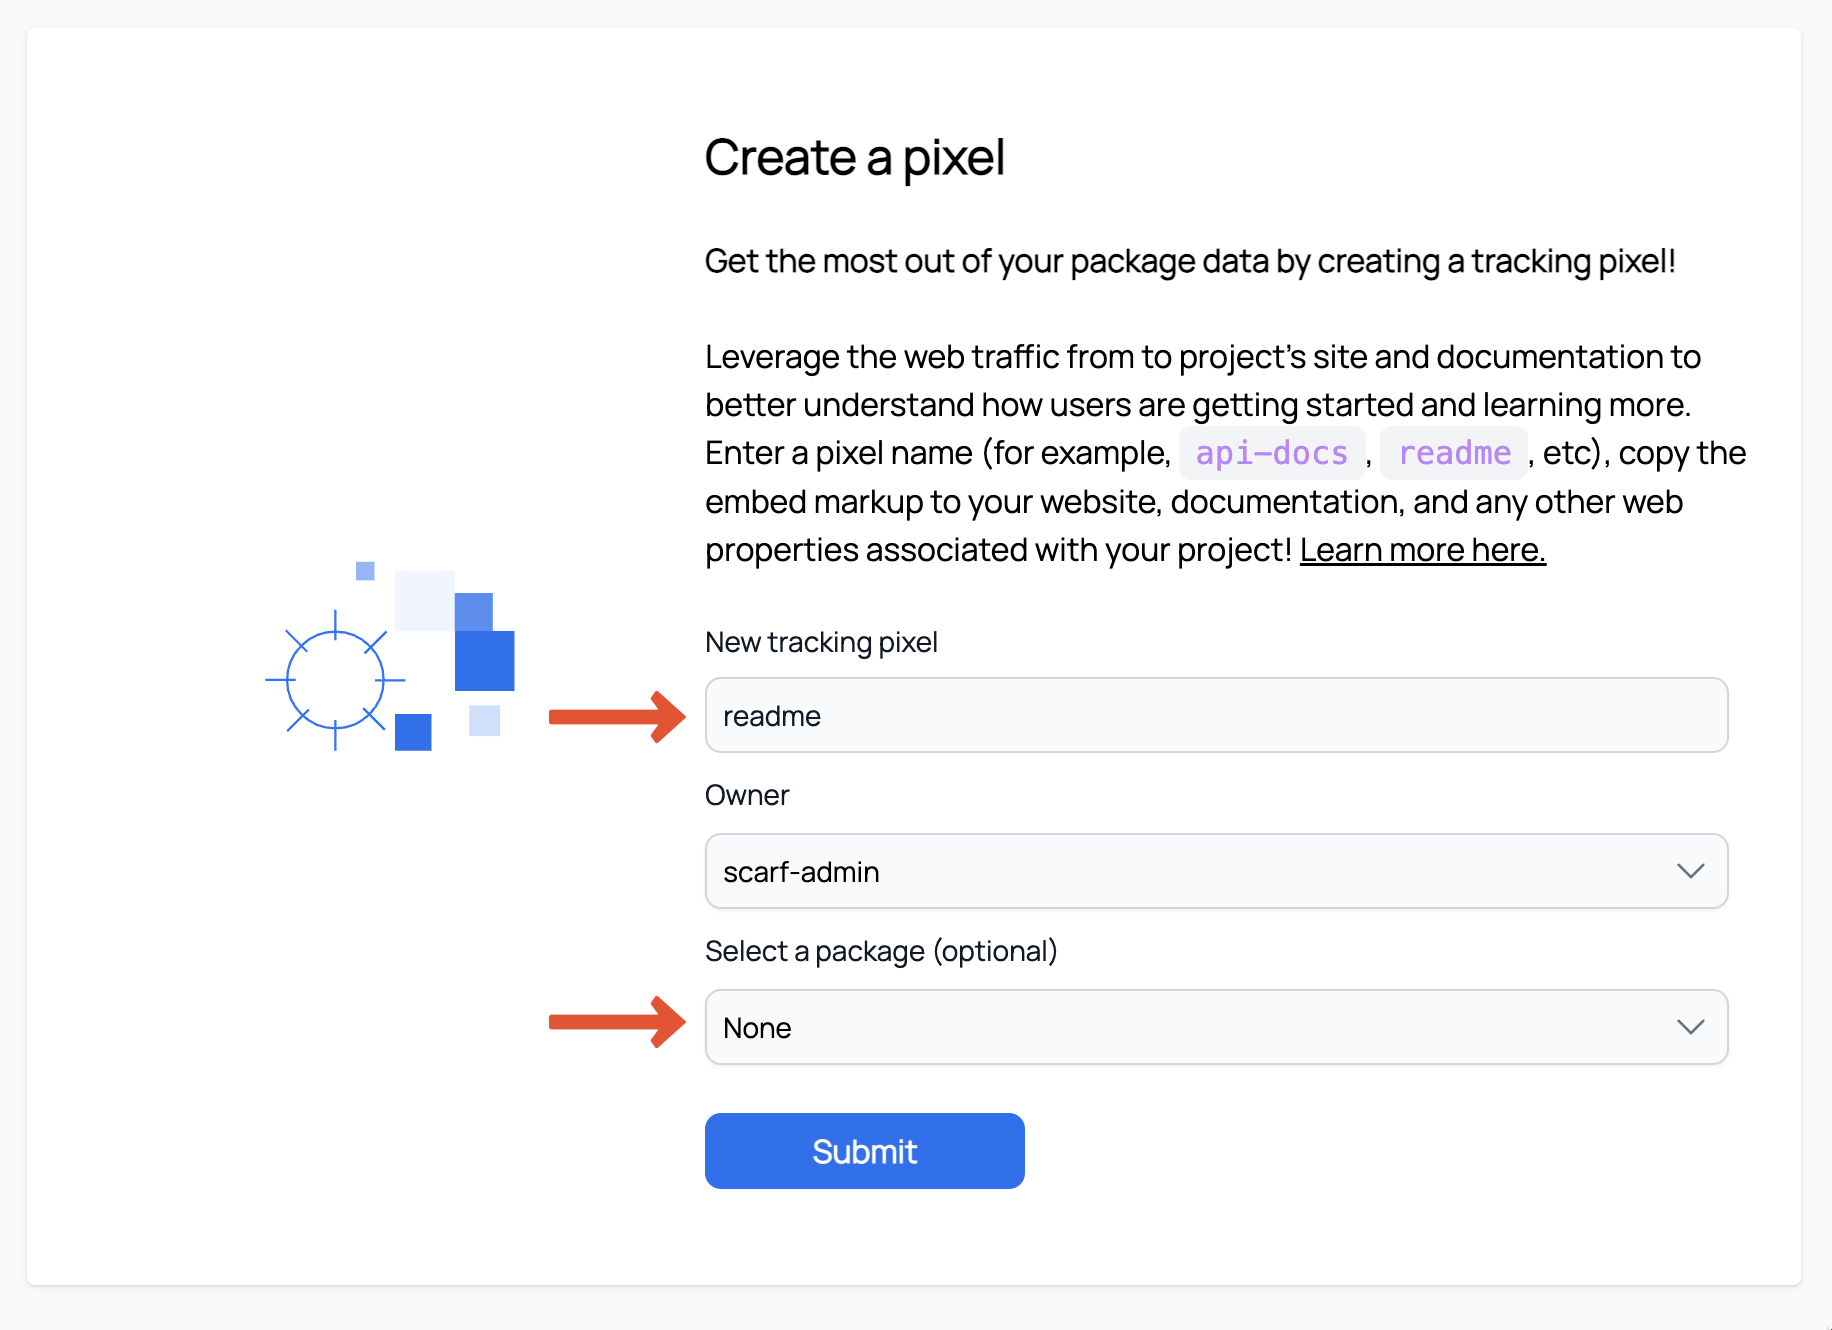 Create a pixel
Get the most out of your package data by creating a tracking pixel!
Leverage the web traffic from to project’s site and documentation to
better understand how users are getting started and learning more.
Enter a pixel name (for example, api-docs , readme , etc), copy the
embed markup to your website, documentation, and any other web
properties associated with your project! Learn more here.
New tracking pixel
readme
Owner
scarf-admin
Select a package (optional)
None
Submit